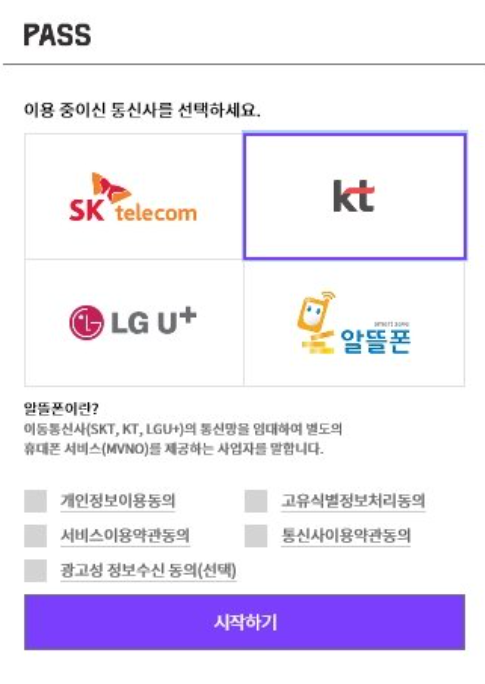 PASS
이용 중이신 통신사를 선택하세요.
SK telecom
kt
LG U+
smart zone
알뜰폰
알뜰폰이란?
이동통신사(SKT, KT, LGU+)의 통신망을 임대하여 별도의
휴대폰 서비스(MVNO)를 제공하는 사업자를 말합니다.
개인정보이용동의
고유식별정보처리동의
서비스이용약관동의
통신사이용약관동의
광고성 정보수신 동의(선택)
시작하기